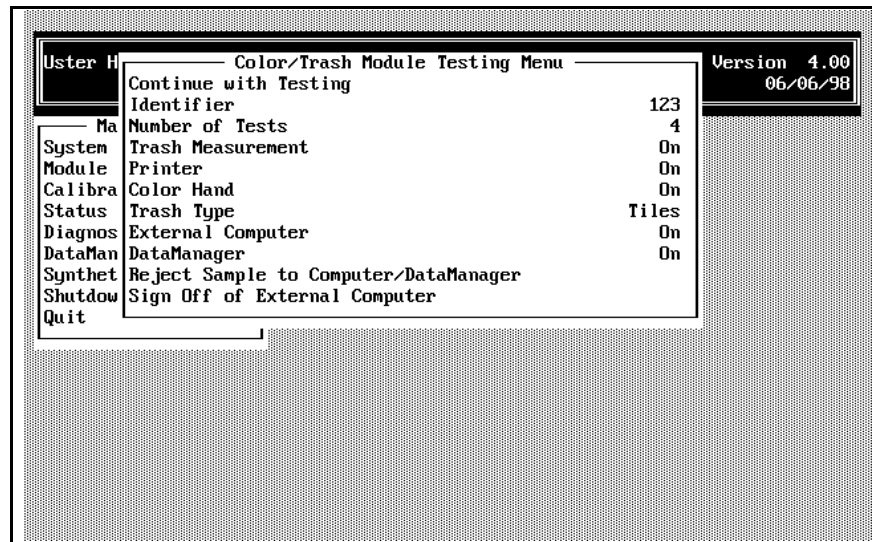 Uster H
Version 4.00
06/06/98
Color/Trash Module Testing Menu
Continue with Testing
Identifier 123
Number of Tests 4
Trash Measurement On
Printer On
Color Hand On
Trash Type Tiles
External Computer On
DataManager On
Reject Sample to Computer/DataManager
Sign Off of External Computer
Ma
System
Module
Calibra
Status
Diagnos
DataMan
Synthet
Shutdow
Quit